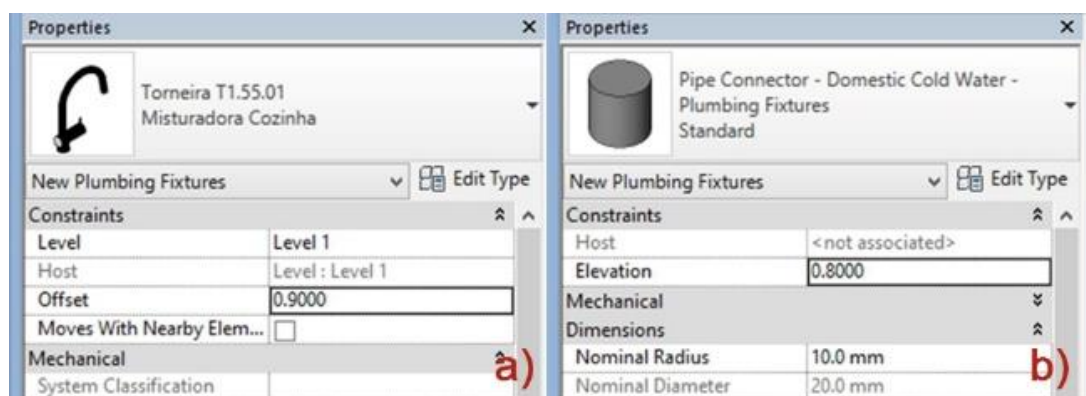 Properties ×
Torneira T1.55.01
Misturadora Cozinha
New Plumbing Fixtures Edit Type
Constraints
Level Level 1
Host Level : Level 1
Offset 0.9000
Moves With Nearby Elem...
Mechanical
System Classification
a)
Properties ×
Pipe Connector - Domestic Cold Water -
Plumbing Fixtures
Standard
New Plumbing Fixtures Edit Type
Constraints
Host <not associated>
Elevation 0.8000
Mechanical
Dimensions
Nominal Radius 10.0 mm
Nominal Diameter 20.0 mm
b)